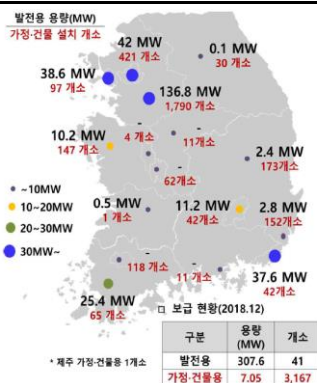 발전용 용량(MW)
가정·건물 설치 개소
42 MW
421 개소
0.1 MW
30 개소
38.6 MW
97 개소
136.8 MW
1,790 개소
10.2 MW
147 개소
-
4 개소
-
11개소
-
62개소
2.4 MW
173개소
~10MW
10~20MW
20~30MW
30MW~
0.5 MW
1 개소
11.2 MW
42개소
2.8 MW
152개소
-
118 개소
-
11 개소
37.6 MW
42개소
25.4 MW
65 개소
□ 보급 현황(2018.12)
구분 용량(MW) 개소
발전용 307.6 41
가정·건물용 7.05 3,167
* 제주 가정·건물용 1개소